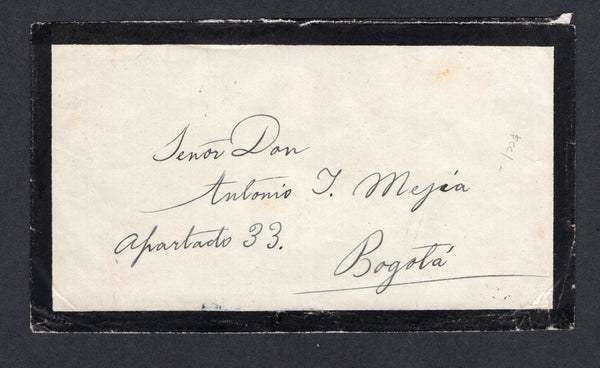 Señor Don
Antonio J. Mejía
Apartado 33.
Bogotá